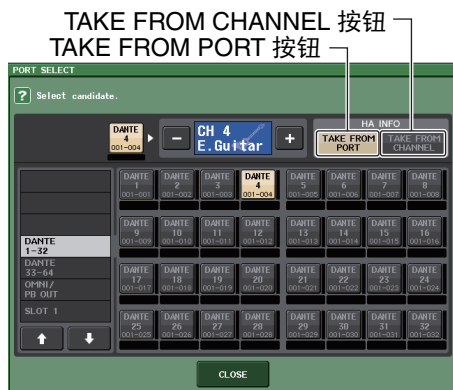 TAKE FROM CHANNEL 按钮
TAKE FROM PORT 按钮
PORT SELECT
? Select candidate.
DANTE 4 001-004
− CH 4 E.Guitar +
HA INFO
TAKE FROM PORT TAKE FROM CHANNEL
DANTE 1 001-001 DANTE 2 001-002 DANTE 3 001-003 DANTE 4 001-004 DANTE 5 001-005 DANTE 6 001-006 DANTE 7 001-007 DANTE 8 001-008
DANTE 9 001-009 DANTE 10 001-010 DANTE 11 001-011 DANTE 12 001-012 DANTE 13 001-013 DANTE 14 001-014 DANTE 15 001-015 DANTE 16 001-016
DANTE 1-32
DANTE 33-64
OMNI/ PB OUT
SLOT 1
DANTE 17 001-017 DANTE 18 001-018 DANTE 19 001-019 DANTE 20 001-020 DANTE 21 001-021 DANTE 22 001-022 DANTE 23 001-023 DANTE 24 001-024
DANTE 25 001-025 DANTE 26 001-026 DANTE 27 001-027 DANTE 28 001-028 DANTE 29 001-029 DANTE 30 001-030 DANTE 31 001-031 DANTE 32 001-032
CLOSE